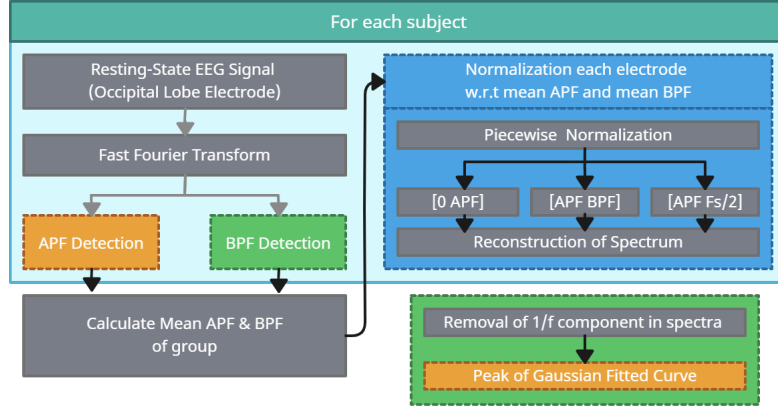 For each subject
Resting-State EEG Signal
(Occipital Lobe Electrode)
Fast Fourier Transform
APF Detection
BPF Detection
Calculate Mean APF & BPF
of group
Normalization each electrode
w.r.t mean APF and mean BPF
Piecewise Normalization
[0 APF]
[APF BPF]
[APF Fs/2]
Reconstruction of Spectrum
Removal of 1/f component in spectra
Peak of Gaussian Fitted Curve